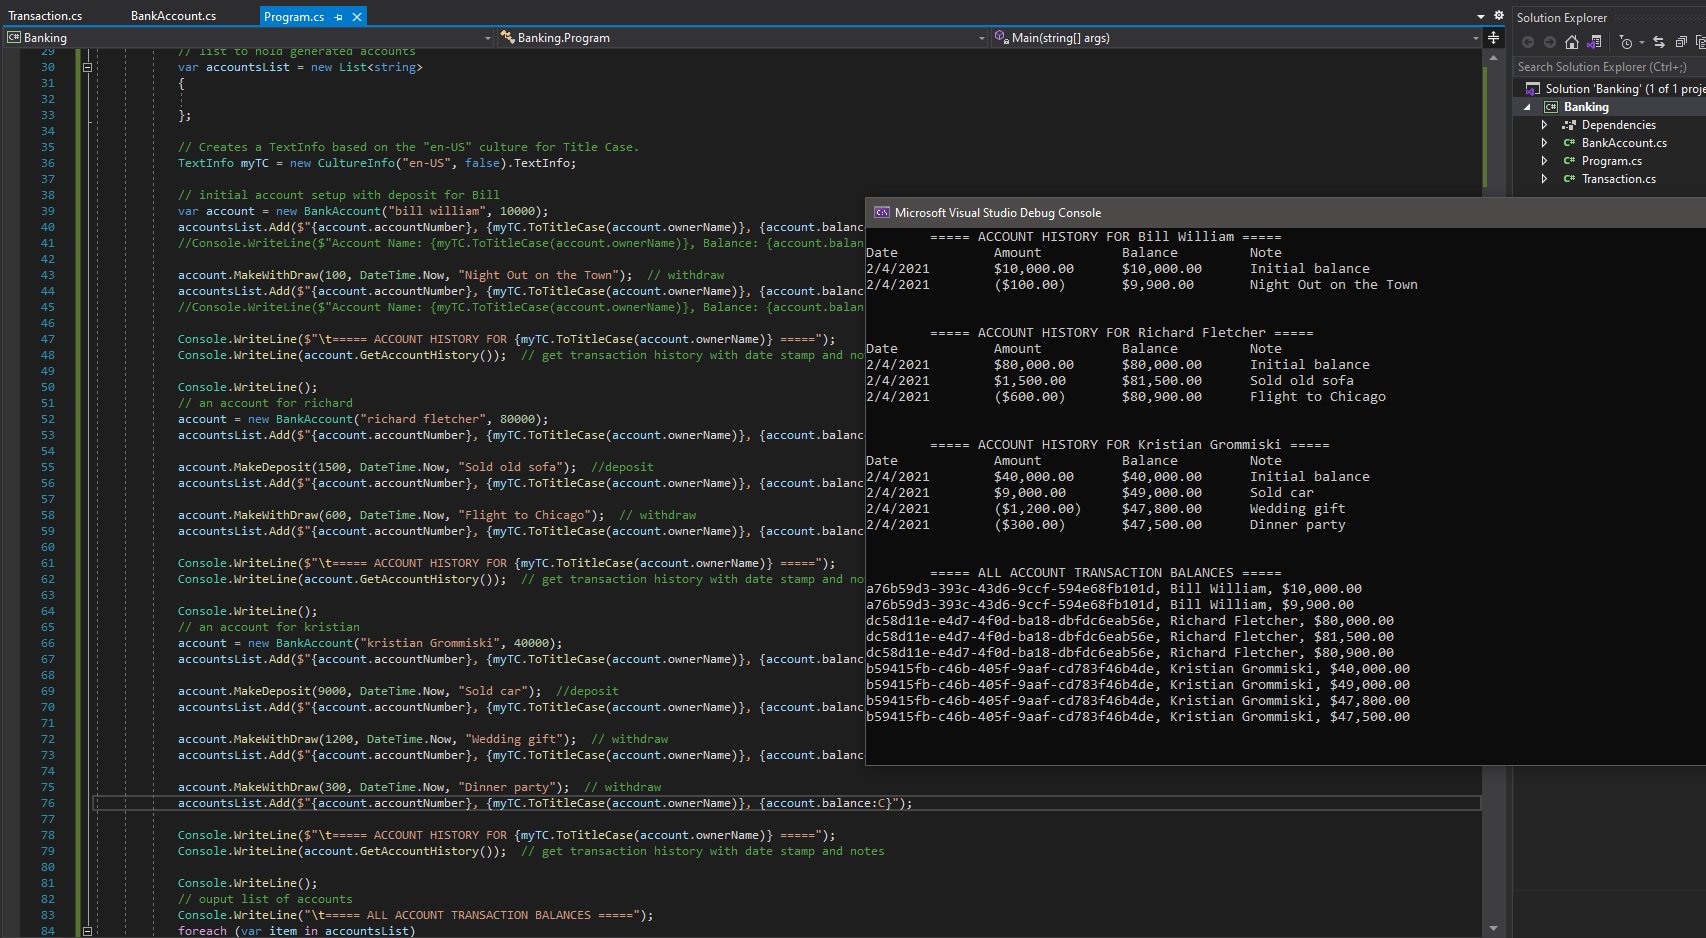 Transaction.cs
BankAccount.cs
Program.cs
Banking
Banking.Program
Main(string[] args)
29 // list to hold generated accounts
30 var accountsList = new List<string>
31 {
32
33 };
34
35 // Creates a TextInfo based on the "en-US" culture for Title Case.
36 TextInfo myTC = new CultureInfo("en-US", false).TextInfo;
37
38 // initial account setup with deposit for Bill
39 var account = new BankAccount("bill william", 10000);
40 accountsList.Add($"{account.accountNumber}, {myTC.ToTitleCase(account.ownerName)}, {account.balanc
41 //Console.WriteLine($"Account Name: {myTC.ToTitleCase(account.ownerName)}, Balance: {account.balan
42
43 account.MakeWithDraw(100, DateTime.Now, "Night Out on the Town");  // withdraw
44 accountsList.Add($"{account.accountNumber}, {myTC.ToTitleCase(account.ownerName)}, {account.balanc
45 //Console.WriteLine($"Account Name: {myTC.ToTitleCase(account.ownerName)}, Balance: {account.balan
46
47 Console.WriteLine($"\t===== ACCOUNT HISTORY FOR {myTC.ToTitleCase(account.ownerName)} =====");
48 Console.WriteLine(account.GetAccountHistory());  // get transaction history with date stamp and no
49
50 Console.WriteLine();
51 // an account for richard
52 account = new BankAccount("richard fletcher", 80000);
53 accountsList.Add($"{account.accountNumber}, {myTC.ToTitleCase(account.ownerName)}, {account.balanc
54
55 account.MakeDeposit(1500, DateTime.Now, "Sold old sofa");  //deposit
56 accountsList.Add($"{account.accountNumber}, {myTC.ToTitleCase(account.ownerName)}, {account.balanc
57
58 account.MakeWithDraw(600, DateTime.Now, "Flight to Chicago");  // withdraw
59 accountsList.Add($"{account.accountNumber}, {myTC.ToTitleCase(account.ownerName)}, {account.balanc
60
61 Console.WriteLine($"\t===== ACCOUNT HISTORY FOR {myTC.ToTitleCase(account.ownerName)} =====");
62 Console.WriteLine(account.GetAccountHistory());  // get transaction history with date stamp and no
63
64 Console.WriteLine();
65 // an account for kristian
66 account = new BankAccount("kristian Grommiski", 40000);
67 accountsList.Add($"{account.accountNumber}, {myTC.ToTitleCase(account.ownerName)}, {account.balanc
68
69 account.MakeDeposit(9000, DateTime.Now, "Sold car");  //deposit
70 accountsList.Add($"{account.accountNumber}, {myTC.ToTitleCase(account.ownerName)}, {account.balanc
71
72 account.MakeWithDraw(1200, DateTime.Now, "Wedding gift");  // withdraw
73 accountsList.Add($"{account.accountNumber}, {myTC.ToTitleCase(account.ownerName)}, {account.balanc
74
75 account.MakeWithDraw(300, DateTime.Now, "Dinner party");  // withdraw
76 accountsList.Add($"{account.accountNumber}, {myTC.ToTitleCase(account.ownerName)}, {account.balance:C}");
77
78 Console.WriteLine($"\t===== ACCOUNT HISTORY FOR {myTC.ToTitleCase(account.ownerName)} =====");
79 Console.WriteLine(account.GetAccountHistory());  // get transaction history with date stamp and notes
80
81 Console.WriteLine();
82 // ouput list of accounts
83 Console.WriteLine("\t===== ALL ACCOUNT TRANSACTION BALANCES =====");
84 foreach (var item in accountsList)
Microsoft Visual Studio Debug Console
===== ACCOUNT HISTORY FOR Bill William =====
Date Amount Balance Note
2/4/2021 $10,000.00 $10,000.00 Initial balance
2/4/2021 ($100.00) $9,900.00 Night Out on the Town
===== ACCOUNT HISTORY FOR Richard Fletcher =====
Date Amount Balance Note
2/4/2021 $80,000.00 $80,000.00 Initial balance
2/4/2021 $1,500.00 $81,500.00 Sold old sofa
2/4/2021 ($600.00) $80,900.00 Flight to Chicago
===== ACCOUNT HISTORY FOR Kristian Grommiski =====
Date Amount Balance Note
2/4/2021 $40,000.00 $40,000.00 Initial balance
2/4/2021 $9,000.00 $49,000.00 Sold car
2/4/2021 ($1,200.00) $47,800.00 Wedding gift
2/4/2021 ($300.00) $47,500.00 Dinner party
===== ALL ACCOUNT TRANSACTION BALANCES =====
a76b59d3-393c-43d6-9ccf-594e68fb101d, Bill William, $10,000.00
a76b59d3-393c-43d6-9ccf-594e68fb101d, Bill William, $9,900.00
dc58d11e-e4d7-4f0d-ba18-dbfdc6eab56e, Richard Fletcher, $80,000.00
dc58d11e-e4d7-4f0d-ba18-dbfdc6eab56e, Richard Fletcher, $81,500.00
dc58d11e-e4d7-4f0d-ba18-dbfdc6eab56e, Richard Fletcher, $80,900.00
b59415fb-c46b-405f-9aaf-cd783f46b4de, Kristian Grommiski, $40,000.00
b59415fb-c46b-405f-9aaf-cd783f46b4de, Kristian Grommiski, $49,000.00
b59415fb-c46b-405f-9aaf-cd783f46b4de, Kristian Grommiski, $47,800.00
b59415fb-c46b-405f-9aaf-cd783f46b4de, Kristian Grommiski, $47,500.00
Solution Explorer
Search Solution Explorer (Ctrl+;)
Solution 'Banking' (1 of 1 proje
C# Banking
Dependencies
C# BankAccount.cs
C# Program.cs
C# Transaction.cs